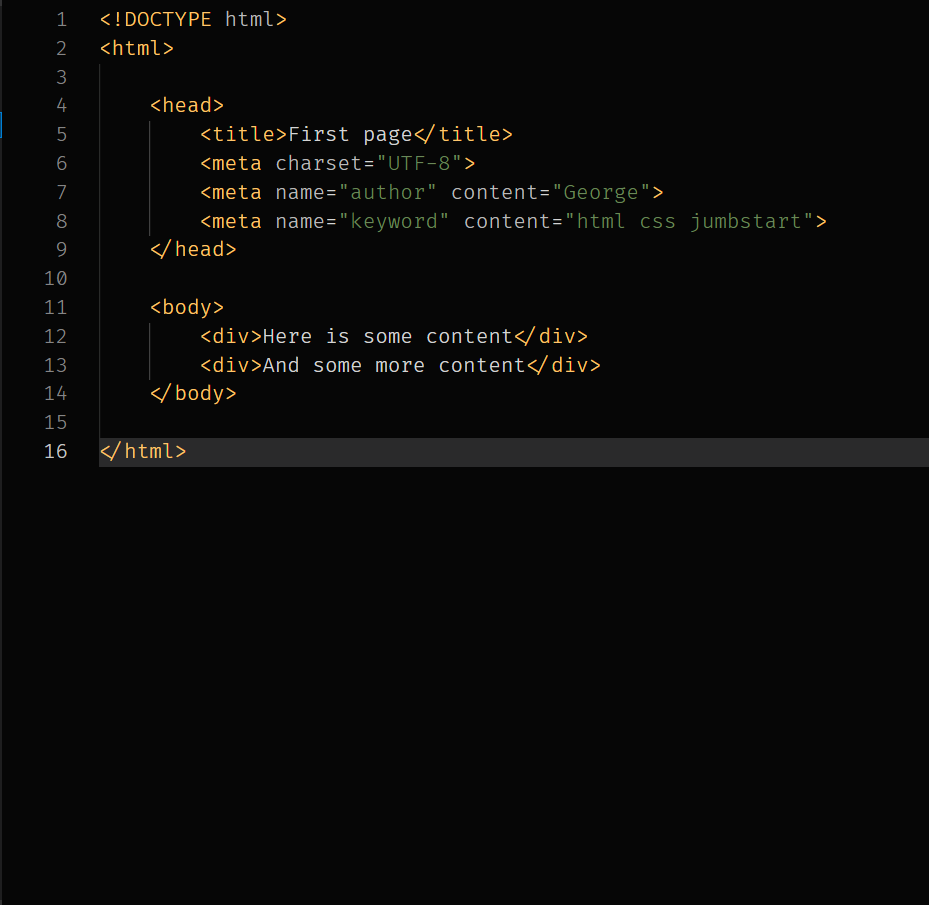 1 <!DOCTYPE html>
2 <html>
3
4     <head>
5         <title>First page</title>
6         <meta charset="UTF-8">
7         <meta name="author" content="George">
8         <meta name="keyword" content="html css jumbstart">
9     </head>
10
11     <body>
12         <div>Here is some content</div>
13         <div>And some more content</div>
14     </body>
15
16 </html>